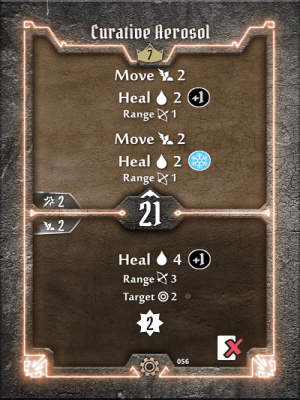 Curative Aerosol
7
Move 2
Heal 2 +1
Range 1
Move 2
Heal 2
Range 1
2
21
2
Heal 4 +1
Range 3
Target 2
2
056